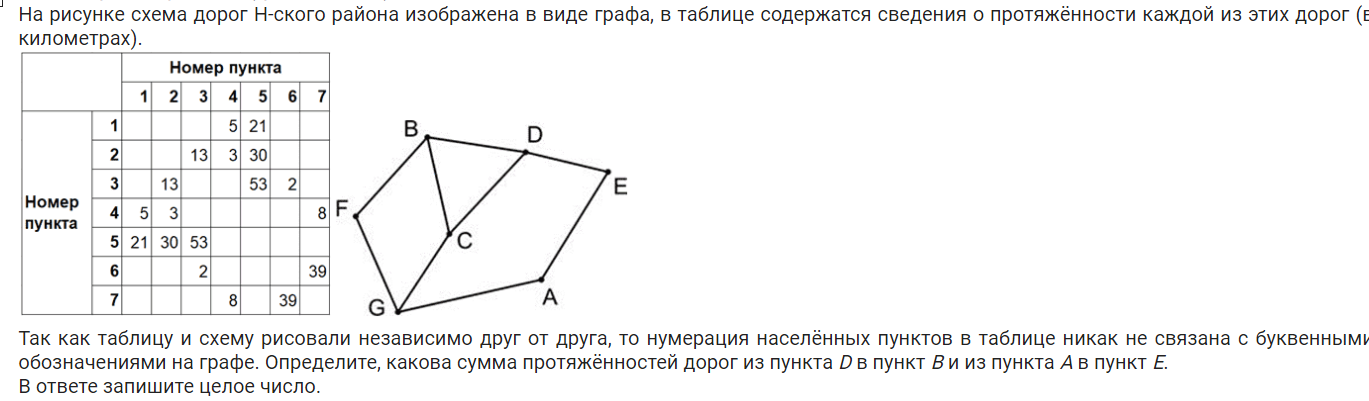 На рисунке схема дорог Н-ского района изображена в виде графа, в таблице содержатся сведения о протяжённости каждой из этих дорог (в
километрах).
Номер пункта
1 2 3 4 5 6 7
1 5 21
2 13 3 30
3 13 53 2
Номер пункта
4 5 3 8
5 21 30 53
6 2 39
7 8 39
B
D
E
F
C
A
G
Так как таблицу и схему рисовали независимо друг от друга, то нумерация населённых пунктов в таблице никак не связана с буквенными
обозначениями на графе. Определите, какова сумма протяжённостей дорог из пункта D в пункт B и из пункта A в пункт E.
В ответе запишите целое число.